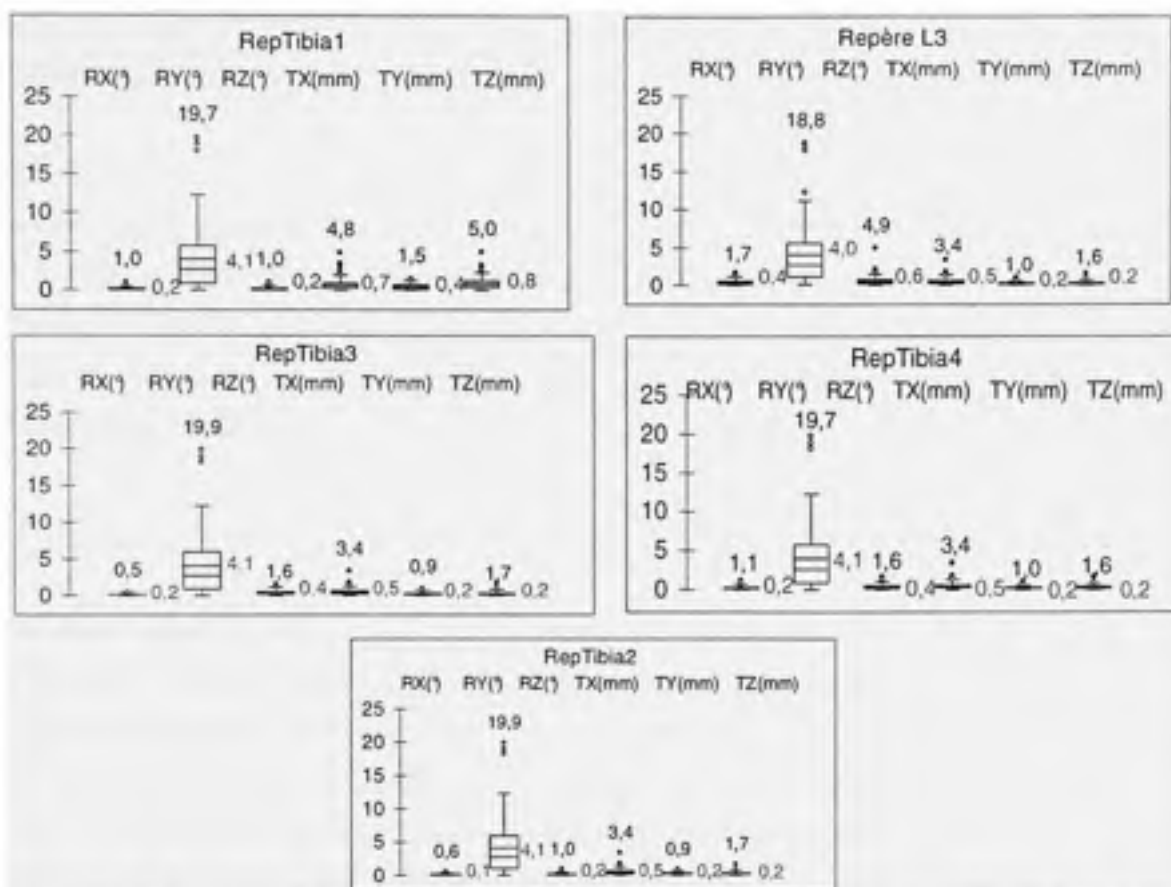 RepTibia1
RX(°) RY(°) RZ(°) TX(mm) TY(mm) TZ(mm)
25
20
15
10
5
0
19,7
1,0 1,0 4,8 1,5 5,0
0,2 4,1 0,2 0,7 0,4 0,8
Repère L3
RX(°) RY(°) RZ(°) TX(mm) TY(mm) TZ(mm)
25
20
15
10
5
0
18,8
1,7 4,9 3,4 1,0 1,6
0,4 4,0 0,6 0,5 0,2 0,2
RepTibia3
RX(°) RY(°) RZ(°) TX(mm) TY(mm) TZ(mm)
25
20
15
10
5
0
19,9
0,5 1,6 3,4 0,9 1,7
0,2 4,1 0,4 0,5 0,2 0,2
RepTibia4
RX(°) RY(°) RZ(°) TX(mm) TY(mm) TZ(mm)
25
20
15
10
5
0
19,7
1,1 1,6 3,4 1,0 1,6
0,2 4,1 0,4 0,5 0,2 0,2
RepTibia2
RX(°) RY(°) RZ(°) TX(mm) TY(mm) TZ(mm)
25
20
15
10
5
0
19,9
0,6 1,0 3,4 0,9 1,7
0,1 4,1 0,2 0,5 0,2 0,2